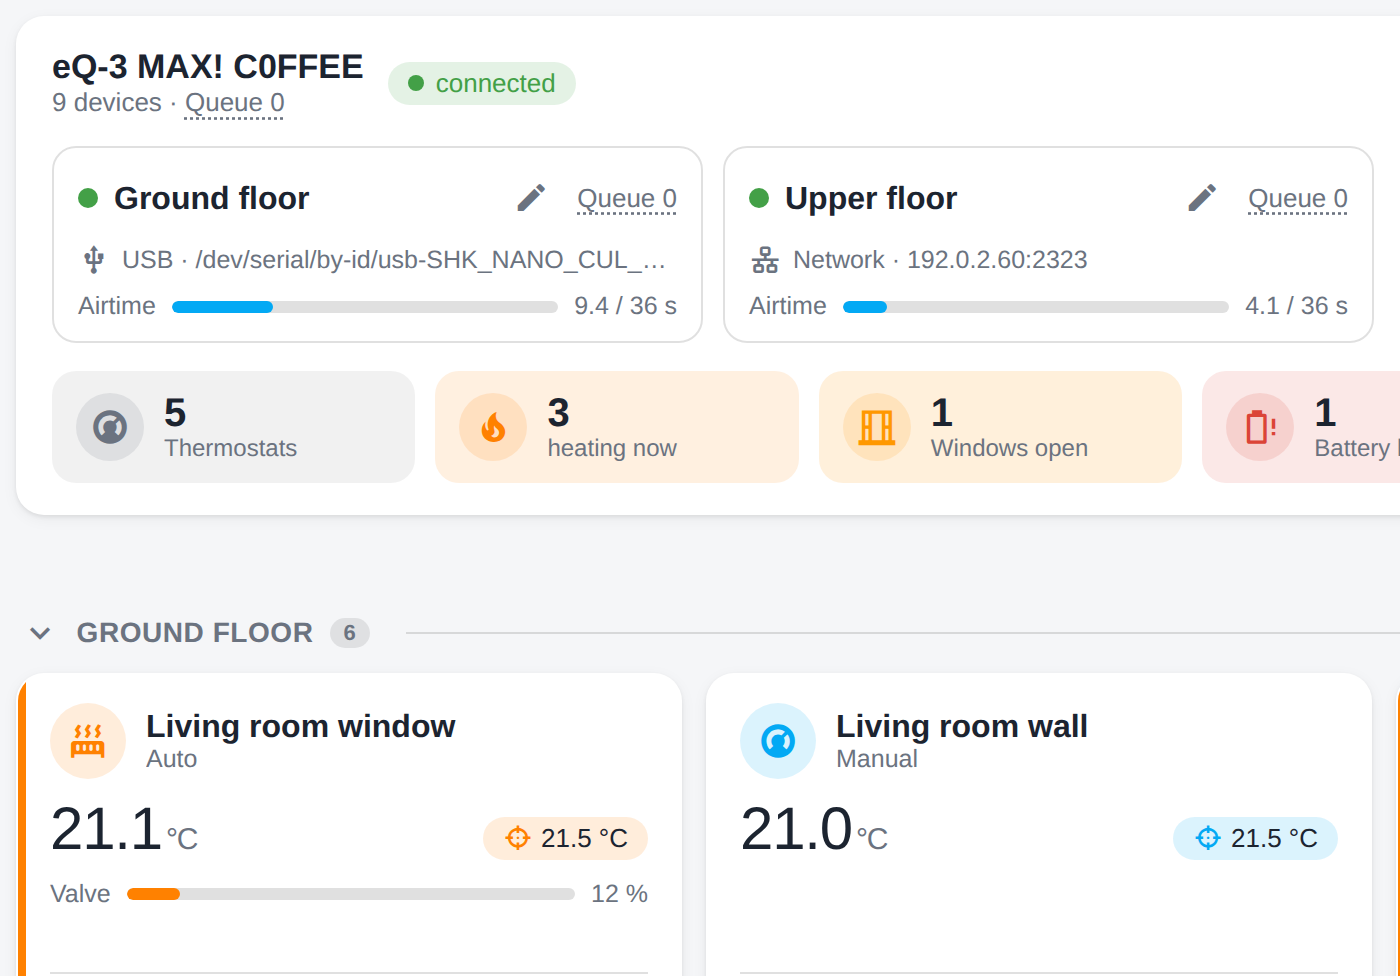 eQ-3 MAX! C0FFEE
connected
9 devices · Queue 0
Ground floor
Queue 0
USB · /dev/serial/by-id/usb-SHK_NANO_CUL_…
Airtime
9.4 / 36 s
Upper floor
Queue 0
Network · 192.0.2.60:2323
Airtime
4.1 / 36 s
5
Thermostats
3
heating now
1
Windows open
1
Battery
GROUND FLOOR 6
Living room window
Auto
21.1 °C
21.5 °C
Valve
12 %
Living room wall
Manual
21.0 °C
21.5 °C